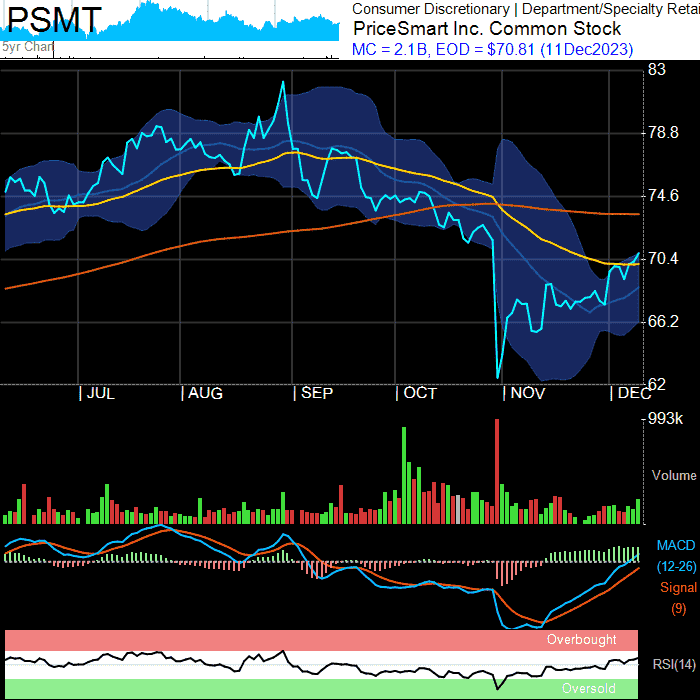 PSMT
5yr Chart
Consumer Discretionary | Department/Specialty Retai
PriceSmart Inc. Common Stock
MC = 2.1B, EOD = $70.81 (11Dec2023)
83
78.8
74.6
70.4
66.2
62
| JUL | AUG | SEP | OCT | NOV | DEC
993k
Volume
MACD
(12-26)
Signal
(9)
Overbought
RSI(14)
Oversold